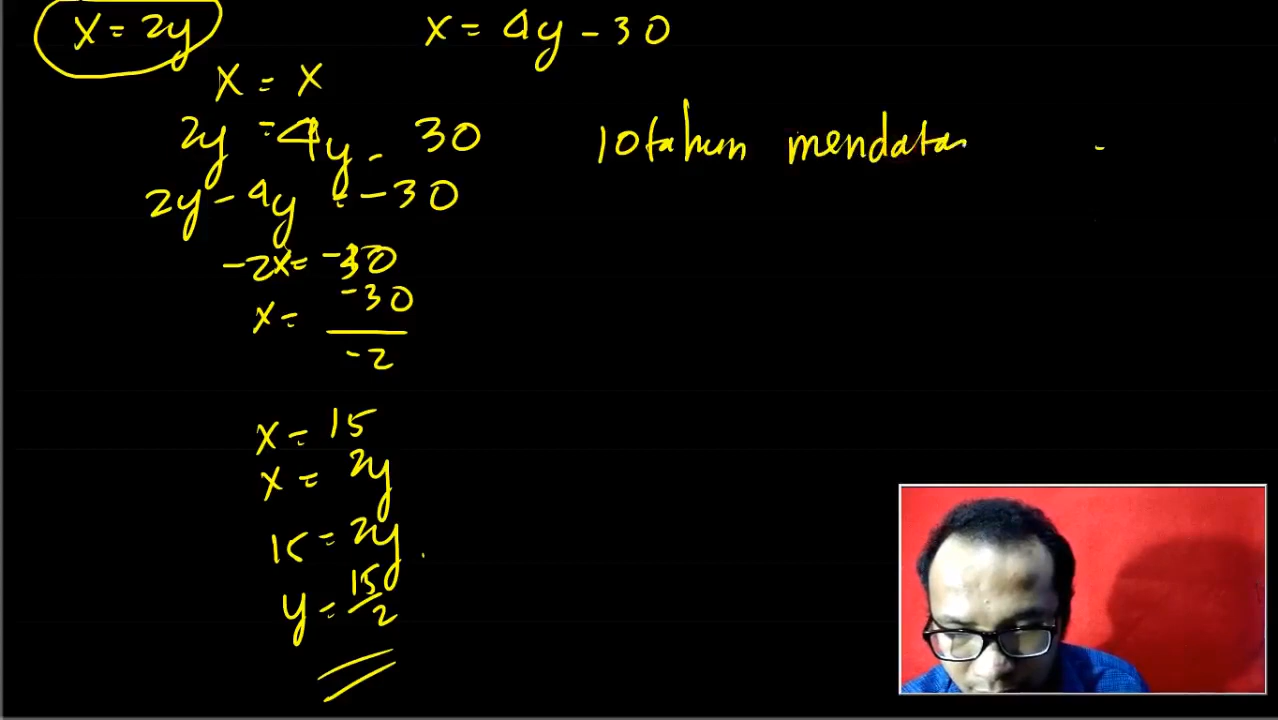 x = 2y
x = 4y - 30
x = x
2y = 4y - 30
2y - 4y = -30
-2x = -30
x = -30
-2
x = 15
x = 2y
15 = 2y
y = 15/2
10 tahun mendatan